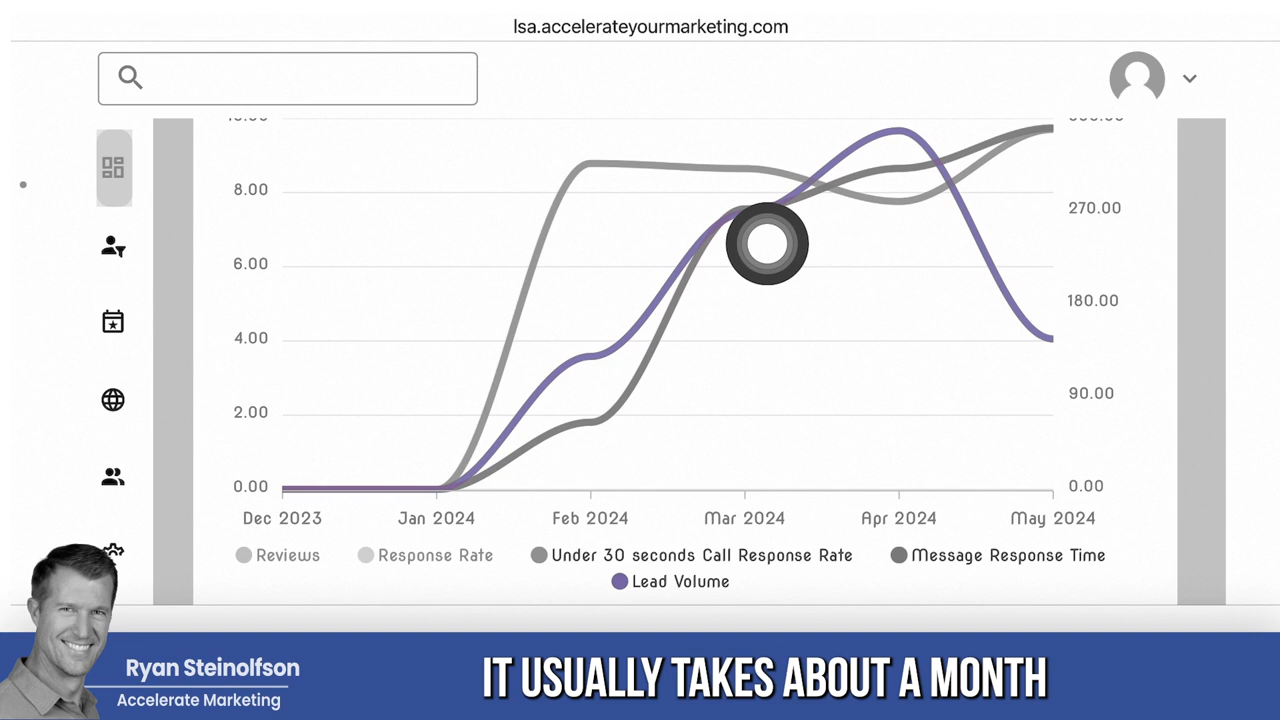 lsa.accelerateyourmarketing.com
8.00
6.00
4.00
2.00
0.00
270.00
180.00
90.00
0.00
Dec 2023 Jan 2024 Feb 2024 Mar 2024 Apr 2024 May 2024
Reviews Response Rate Under 30 seconds Call Response Rate Message Response Time
Lead Volume
Ryan Steinolfson
Accelerate Marketing
IT USUALLY TAKES ABOUT A MONTH